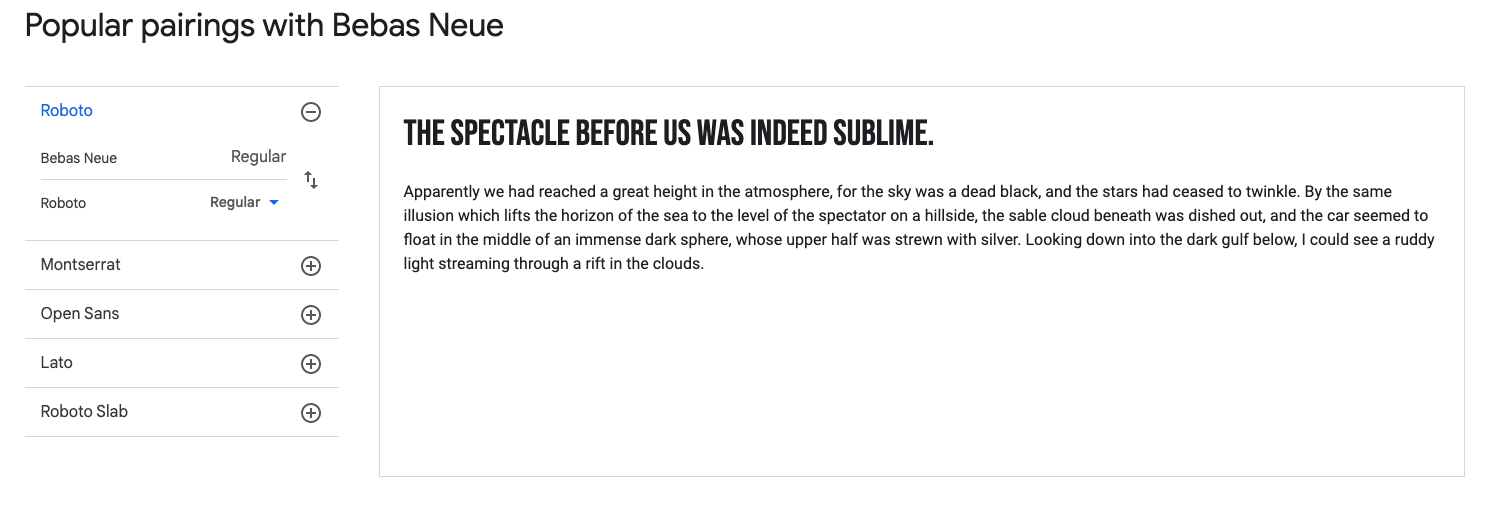 Popular pairings with Bebas Neue
Roboto
Bebas Neue Regular
Roboto Regular
Montserrat
Open Sans
Lato
Roboto Slab
THE SPECTACLE BEFORE US WAS INDEED SUBLIME.
Apparently we had reached a great height in the atmosphere, for the sky was a dead black, and the stars had ceased to twinkle. By the same
illusion which lifts the horizon of the sea to the level of the spectator on a hillside, the sable cloud beneath was dished out, and the car seemed to
float in the middle of an immense dark sphere, whose upper half was strewn with silver. Looking down into the dark gulf below, I could see a ruddy
light streaming through a rift in the clouds.